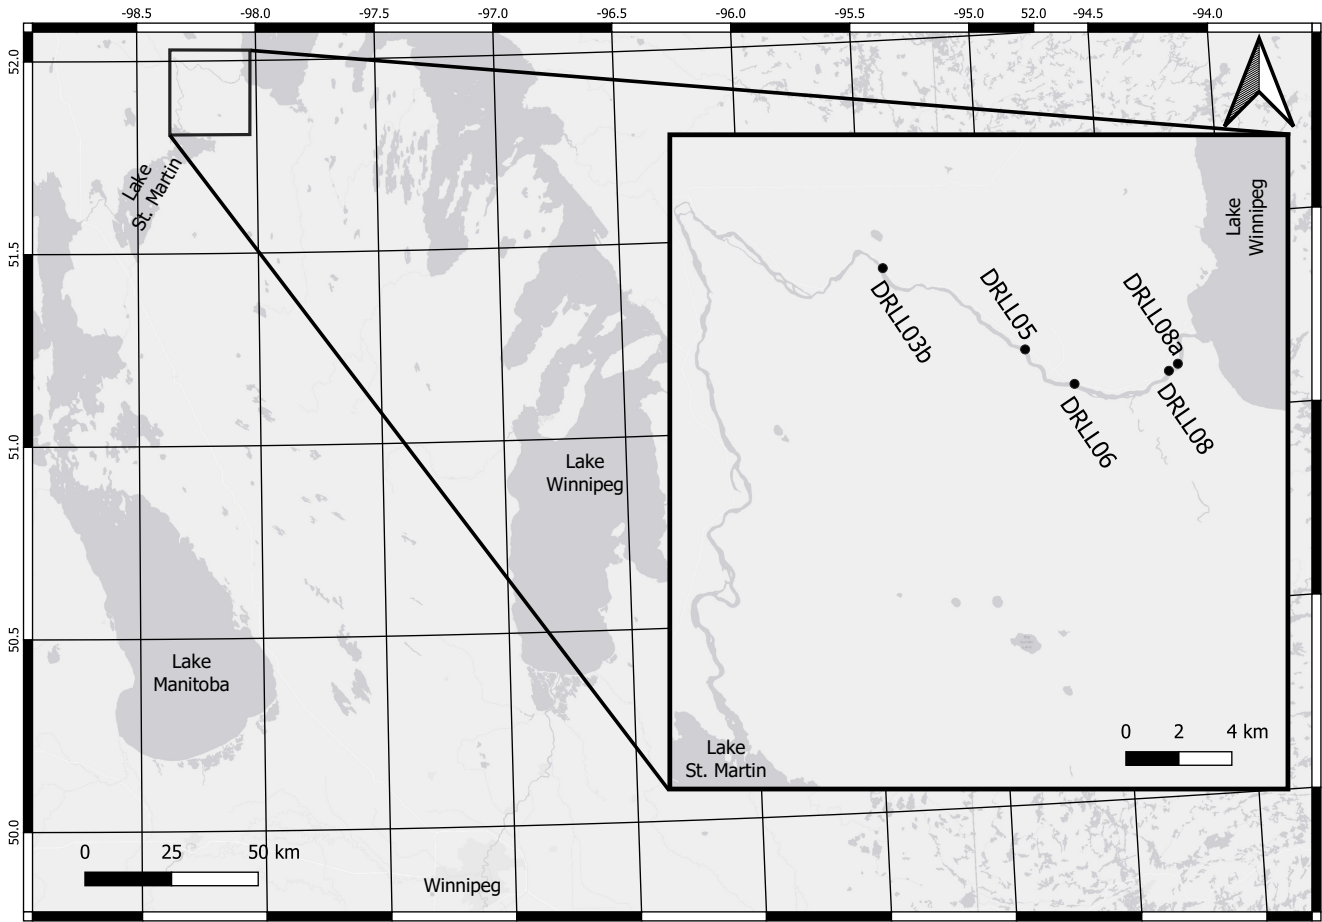 -98.5
-98.0
-97.5
-97.0
-96.5
-96.0
-95.5
-95.0
52.0
-94.5
-94.0
52.0
51.5
51.0
50.5
50.0
Lake
St. Martin
Lake
Winnipeg
DRLL03b
DRLL05
DRLL08a
DRLL06
DRLL08
Lake
Winnipeg
Lake
Manitoba
0 2 4 km
Lake
St. Martin
0 25 50 km
Winnipeg